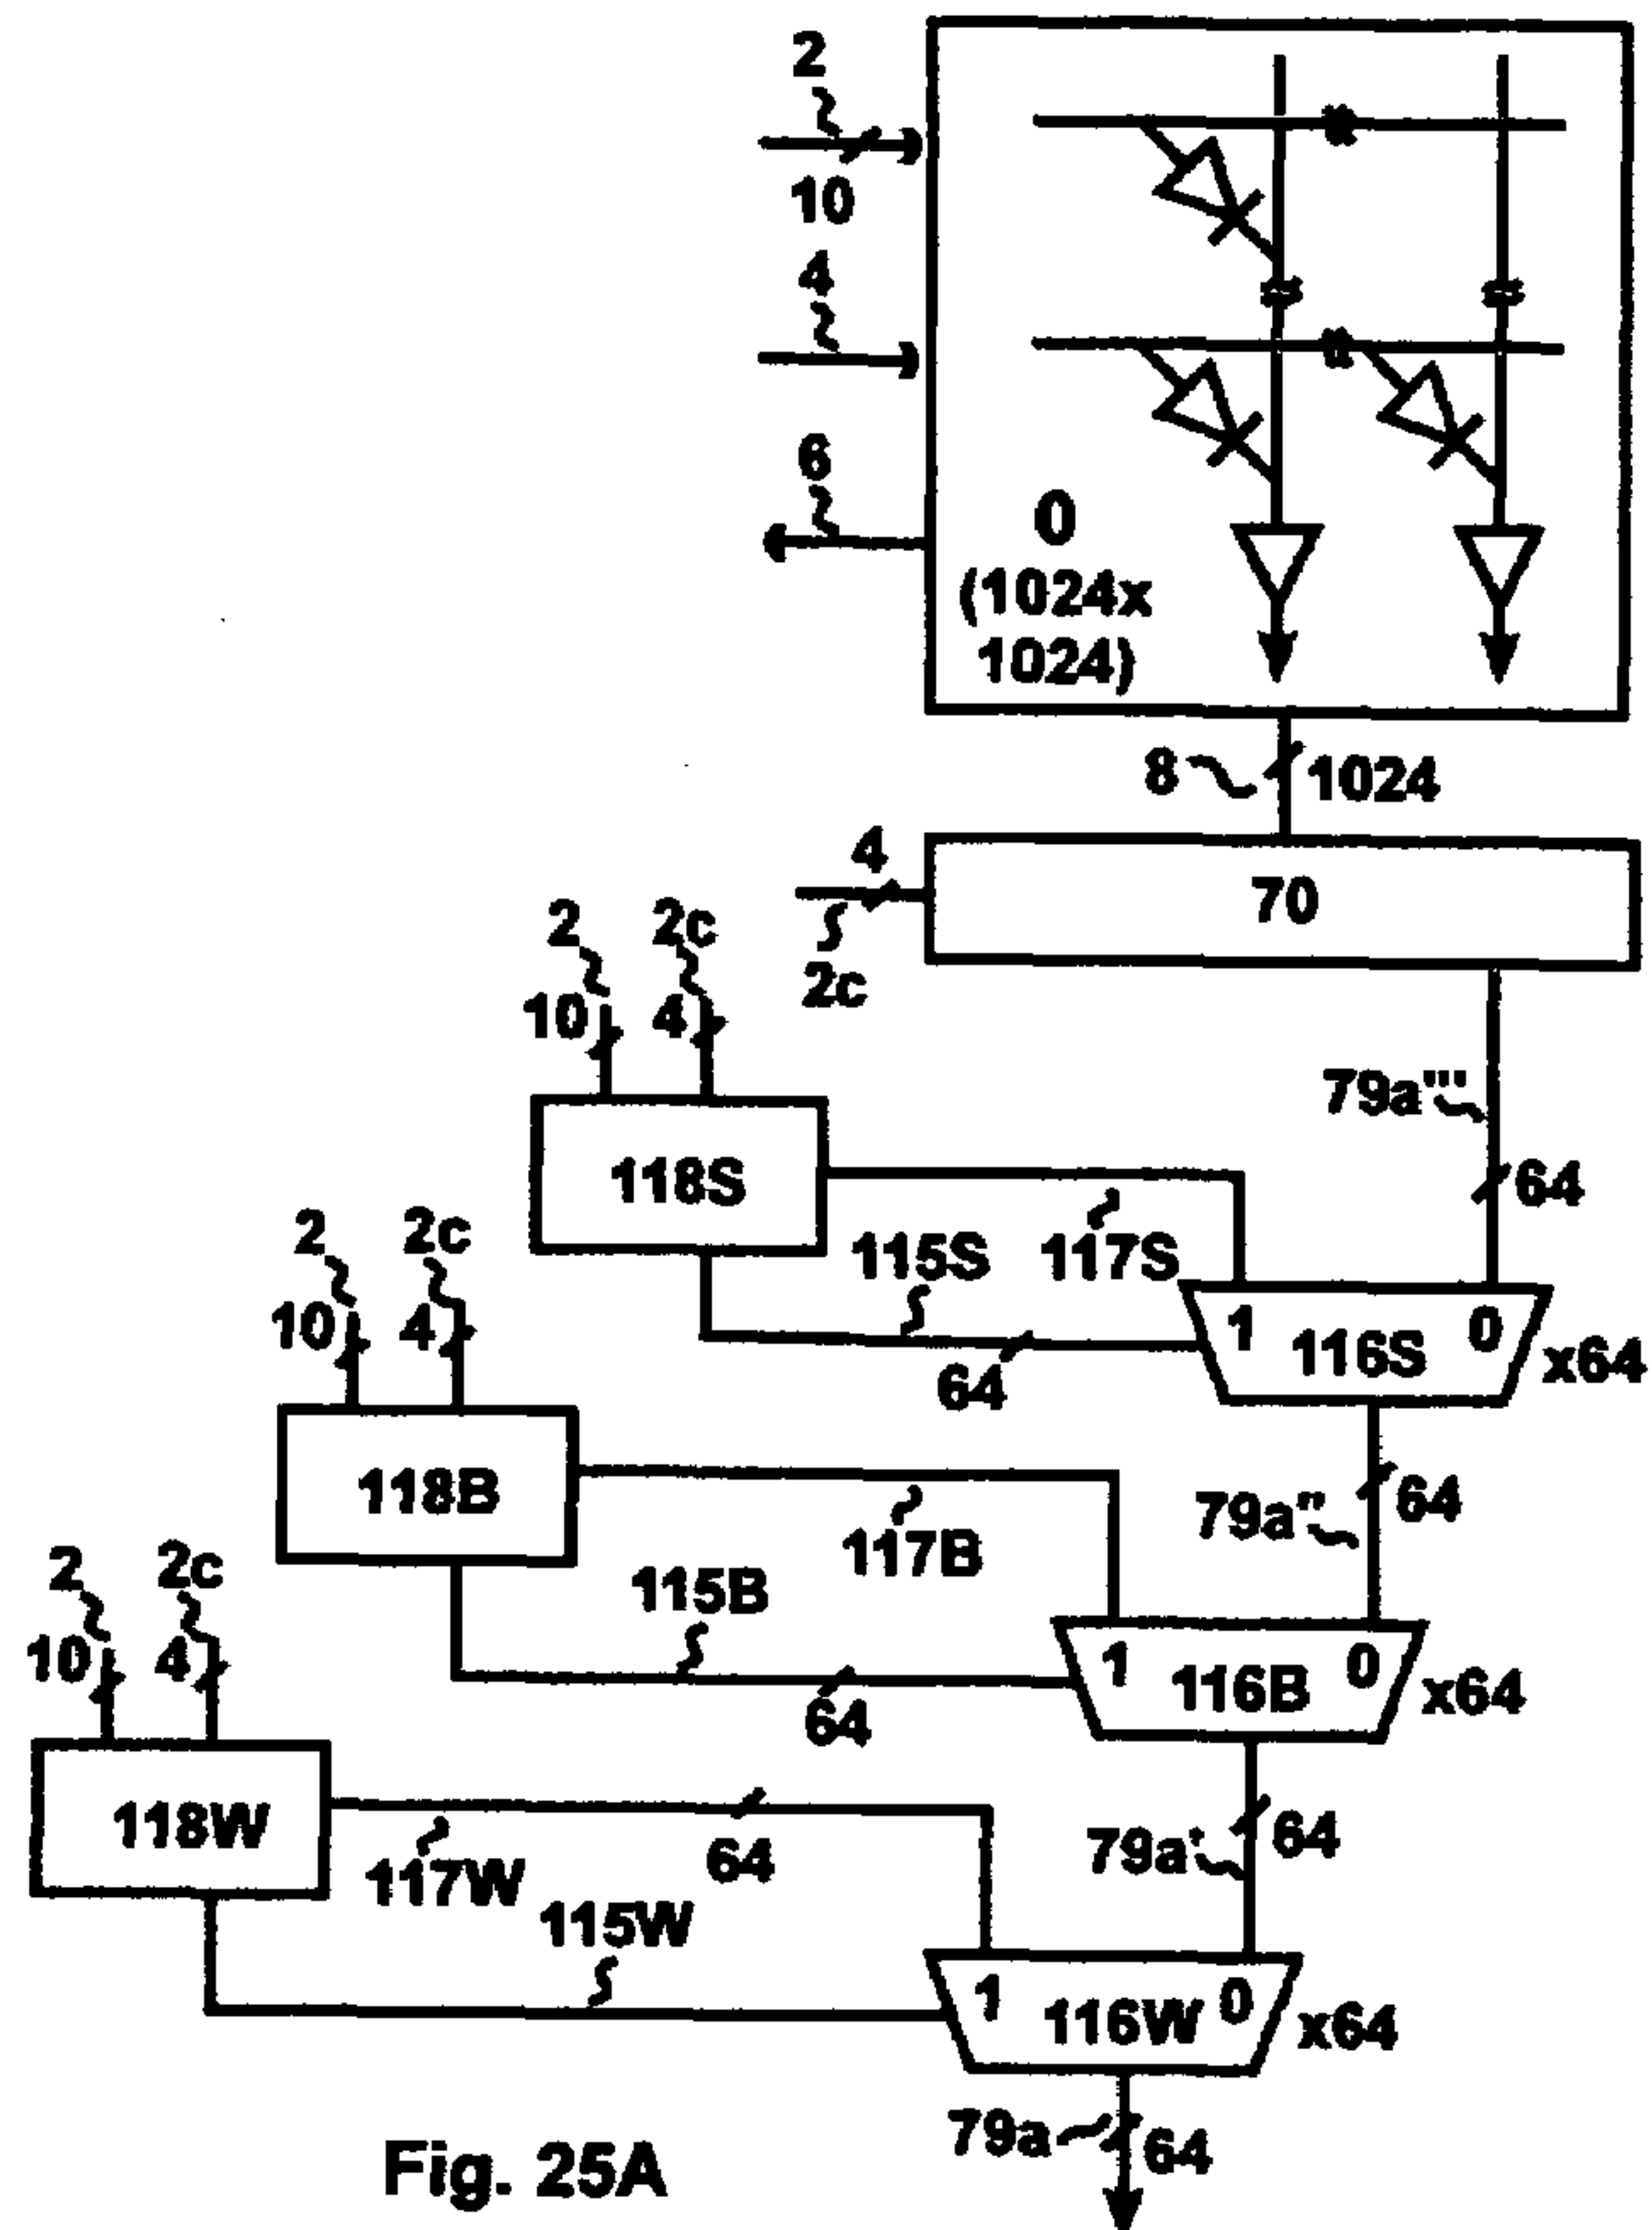 2
10
4
6
0
(1024x
1024)
8
1024
4
70
2c
2
2c
10
4
79a'''
118S
64
115S
117S
1
116S
0
x64
64
2
2c
10
4
118B
79a''
64
117B
115B
1
116B
0
x64
64
2
2c
10
4
118W
79a'
64
117W
64
115W
1
116W
0
x64
79a
64
Fig. 25A